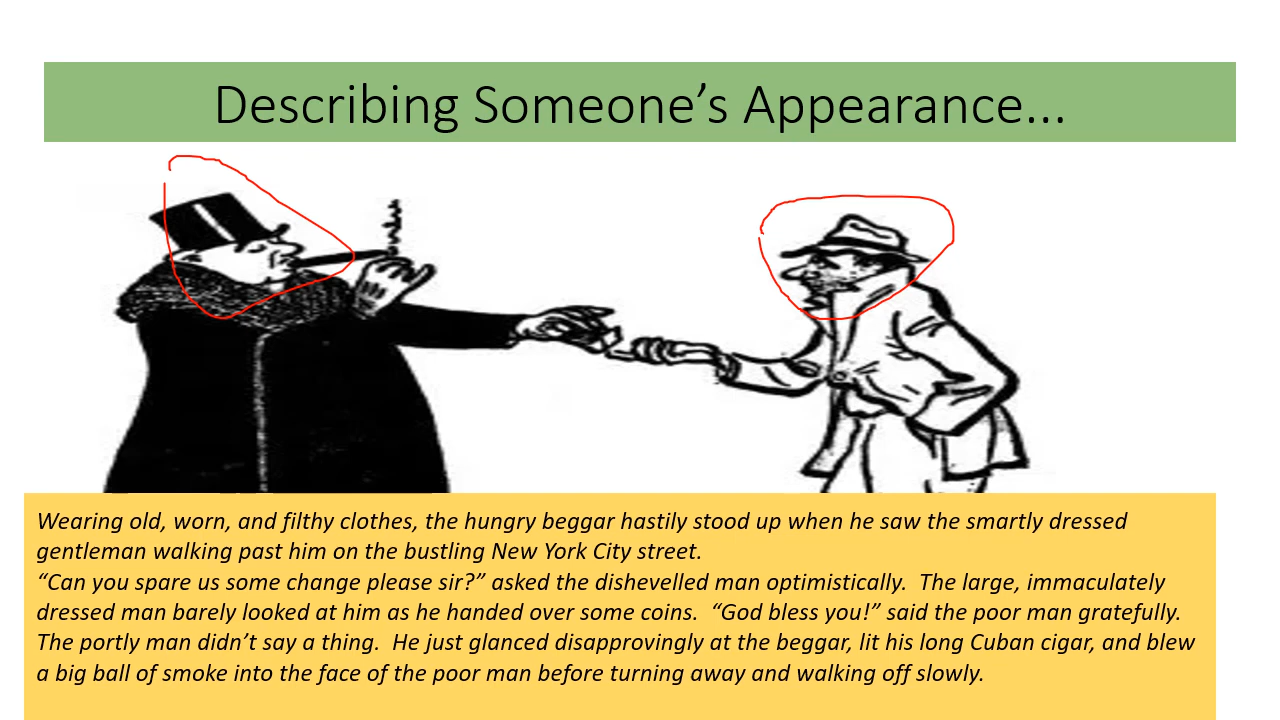 Describing Someone’s Appearance...
Wearing old, worn, and filthy clothes, the hungry beggar hastily stood up when he saw the smartly dressed
gentleman walking past him on the bustling New York City street.
“Can you spare us some change please sir?” asked the dishevelled man optimistically.  The large, immaculately
dressed man barely looked at him as he handed over some coins.  “God bless you!” said the poor man gratefully.
The portly man didn’t say a thing.  He just glanced disapprovingly at the beggar, lit his long Cuban cigar, and blew
a big ball of smoke into the face of the poor man before turning away and walking off slowly.